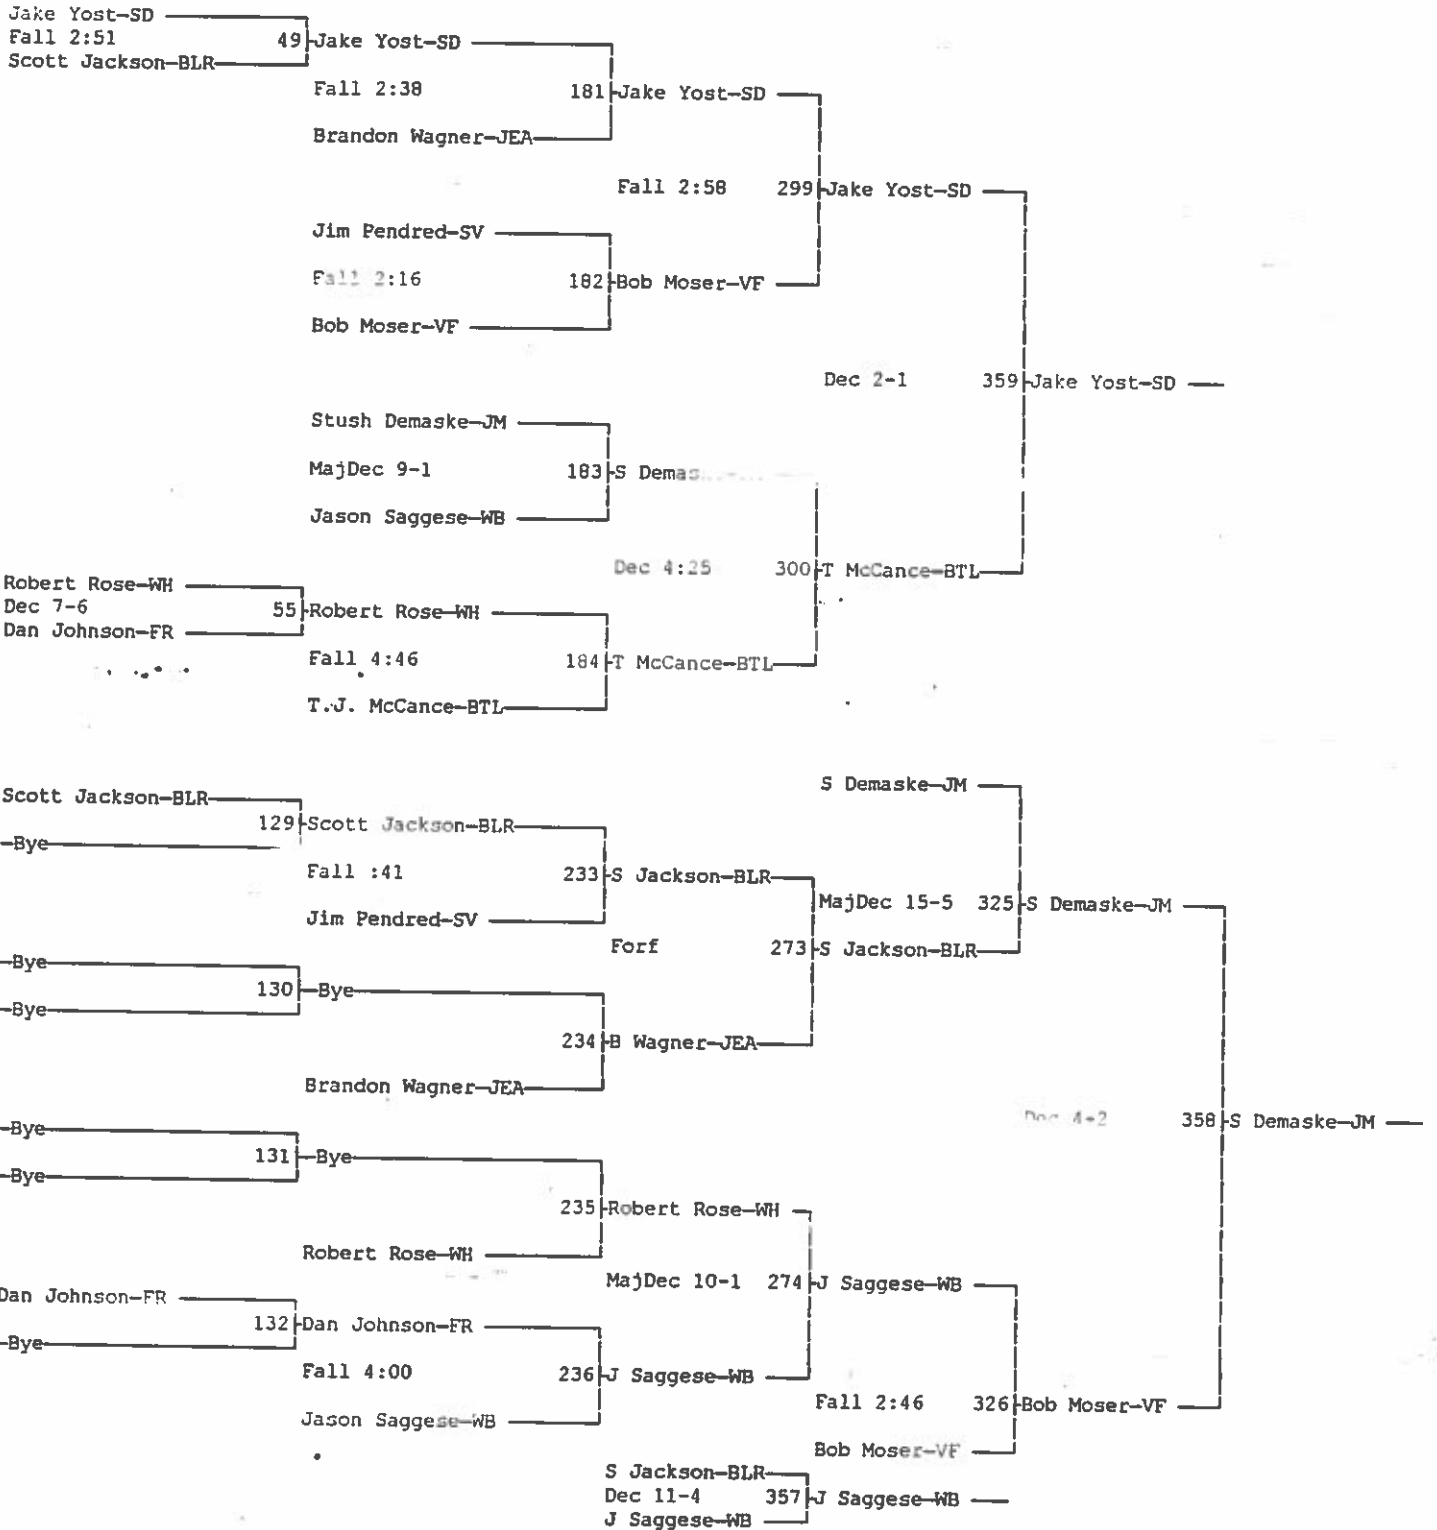 Jake Yost-SD
Fall 2:51 49 Jake Yost-SD
Scott Jackson-BLR
Fall 2:38 181 Jake Yost-SD
Brandon Wagner-JEA
Fall 2:58 299 Jake Yost-SD
Jim Pendred-SV
Fall 2:16 182 Bob Moser-VF
Bob Moser-VF
Dec 2-1 359 Jake Yost-SD
Stush Demaske-JM
MajDec 9-1 183 S Demas
Jason Saggese-WB
Dec 4:25 300 T McCance-BTL
Robert Rose-WH
Dec 7-6 55 Robert Rose-WH
Dan Johnson-FR
Fall 4:46 184 T McCance-BTL
T.J. McCance-BTL
S Demaske-JM
Scott Jackson-BLR
129 Scott Jackson-BLR
-Bye
Fall :41 233 S Jackson-BLR
MajDec 15-5 325 S Demaske-JM
Jim Pendred-SV
Forf 273 S Jackson-BLR
-Bye
130 -Bye
-Bye
234 B Wagner-JEA
Brandon Wagner-JEA
Dec 4-2 358 S Demaske-JM
-Bye
131 -Bye
-Bye
235 Robert Rose-WH
Robert Rose-WH
MajDec 10-1 274 J Saggese-WB
Dan Johnson-FR
132 Dan Johnson-FR
-Bye
Fall 4:00 236 J Saggese-WB
Fall 2:46 326 Bob Moser-VF
Jason Saggese-WB
Bob Moser-VF
S Jackson-BLR
Dec 11-4 357 J Saggese-WB
J Saggese-WB